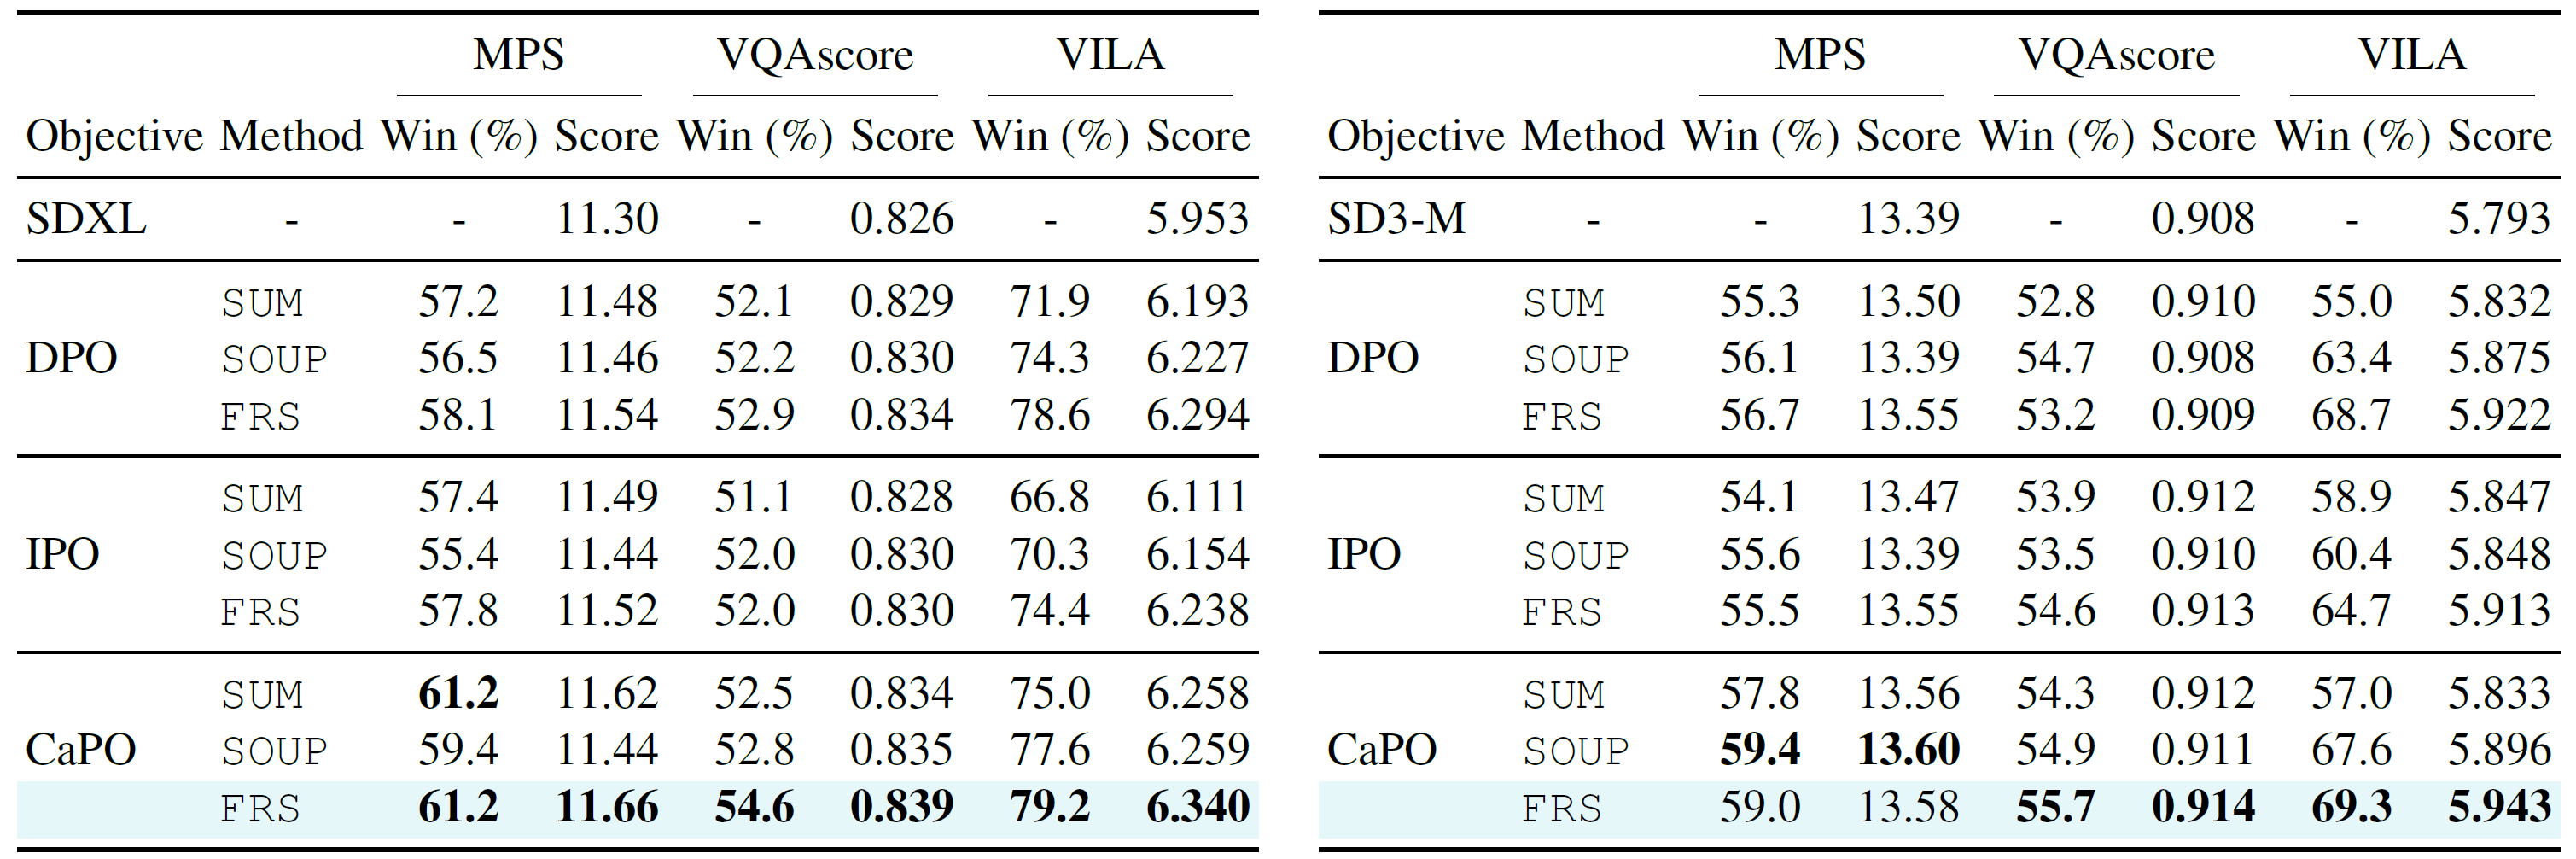 MPS VQAscore VILA
Objective Method Win (%) Score Win (%) Score Win (%) Score
SDXL - - 11.30 - 0.826 - 5.953
SUM 57.2 11.48 52.1 0.829 71.9 6.193
DPO SOUP 56.5 11.46 52.2 0.830 74.3 6.227
FRS 58.1 11.54 52.9 0.834 78.6 6.294
SUM 57.4 11.49 51.1 0.828 66.8 6.111
IPO SOUP 55.4 11.44 52.0 0.830 70.3 6.154
FRS 57.8 11.52 52.0 0.830 74.4 6.238
SUM 61.2 11.62 52.5 0.834 75.0 6.258
CaPO SOUP 59.4 11.44 52.8 0.835 77.6 6.259
FRS 61.2 11.66 54.6 0.839 79.2 6.340
MPS VQAscore VILA
Objective Method Win (%) Score Win (%) Score Win (%) Score
SD3-M - - 13.39 - 0.908 - 5.793
SUM 55.3 13.50 52.8 0.910 55.0 5.832
DPO SOUP 56.1 13.39 54.7 0.908 63.4 5.875
FRS 56.7 13.55 53.2 0.909 68.7 5.922
SUM 54.1 13.47 53.9 0.912 58.9 5.847
IPO SOUP 55.6 13.39 53.5 0.910 60.4 5.848
FRS 55.5 13.55 54.6 0.913 64.7 5.913
SUM 57.8 13.56 54.3 0.912 57.0 5.833
CaPO SOUP 59.4 13.60 54.9 0.911 67.6 5.896
FRS 59.0 13.58 55.7 0.914 69.3 5.943